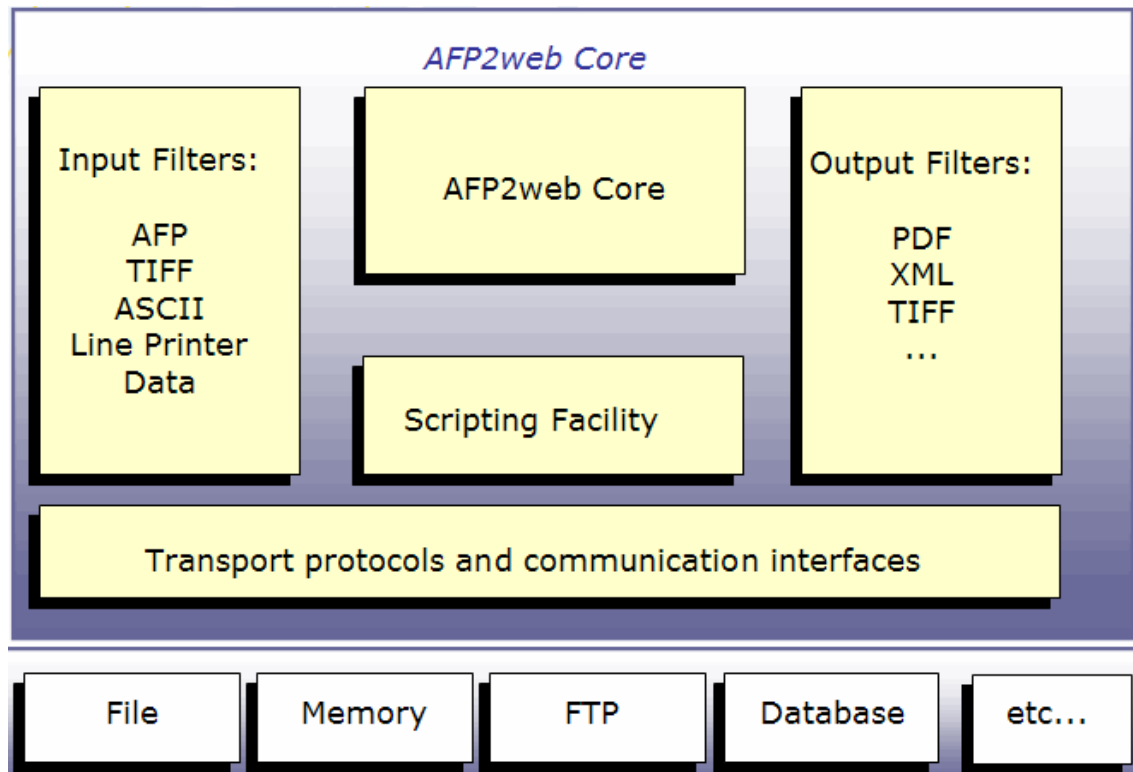 AFP2web Core
Input Filters:
AFP
TIFF
ASCII
Line Printer
Data
AFP2web Core
Scripting Facility
Output Filters:
PDF
XML
TIFF
...
Transport protocols and communication interfaces
File
Memory
FTP
Database
etc...